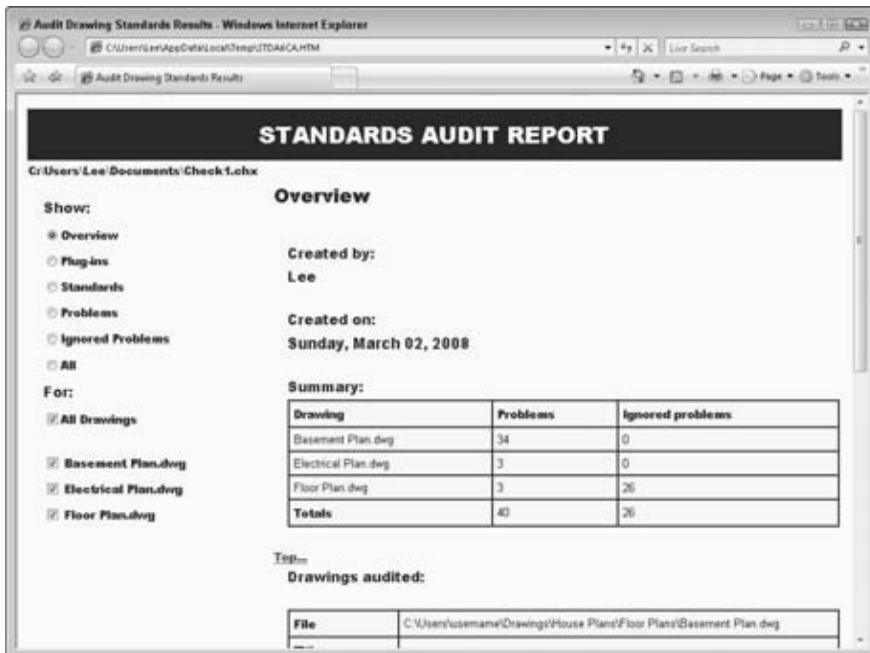 Audit Drawing Standards Results - Windows Internet Explorer
Live Search
Audit Drawing Standards Results
Page
Tools
STANDARDS AUDIT REPORT
C:\Users\Lee\Documents\Check1.chx
Show:
Overview
Plug-ins
Standards
Problems
Ignored Problems
All
For:
All Drawings
Basement Plan.dwg
Electrical Plan.dwg
Floor Plan.dwg
Overview
Created by:
Lee
Created on:
Sunday, March 02, 2008
Summary:
Drawing Problems Ignored problems
Basement Plan.dwg 34 0
Electrical Plan.dwg 3 0
Floor Plan.dwg 3 26
Totals 40 26
Top...
Drawings audited:
File C:\Users\username\Drawings\House Plans\Floor Plans\Basement Plan.dwg